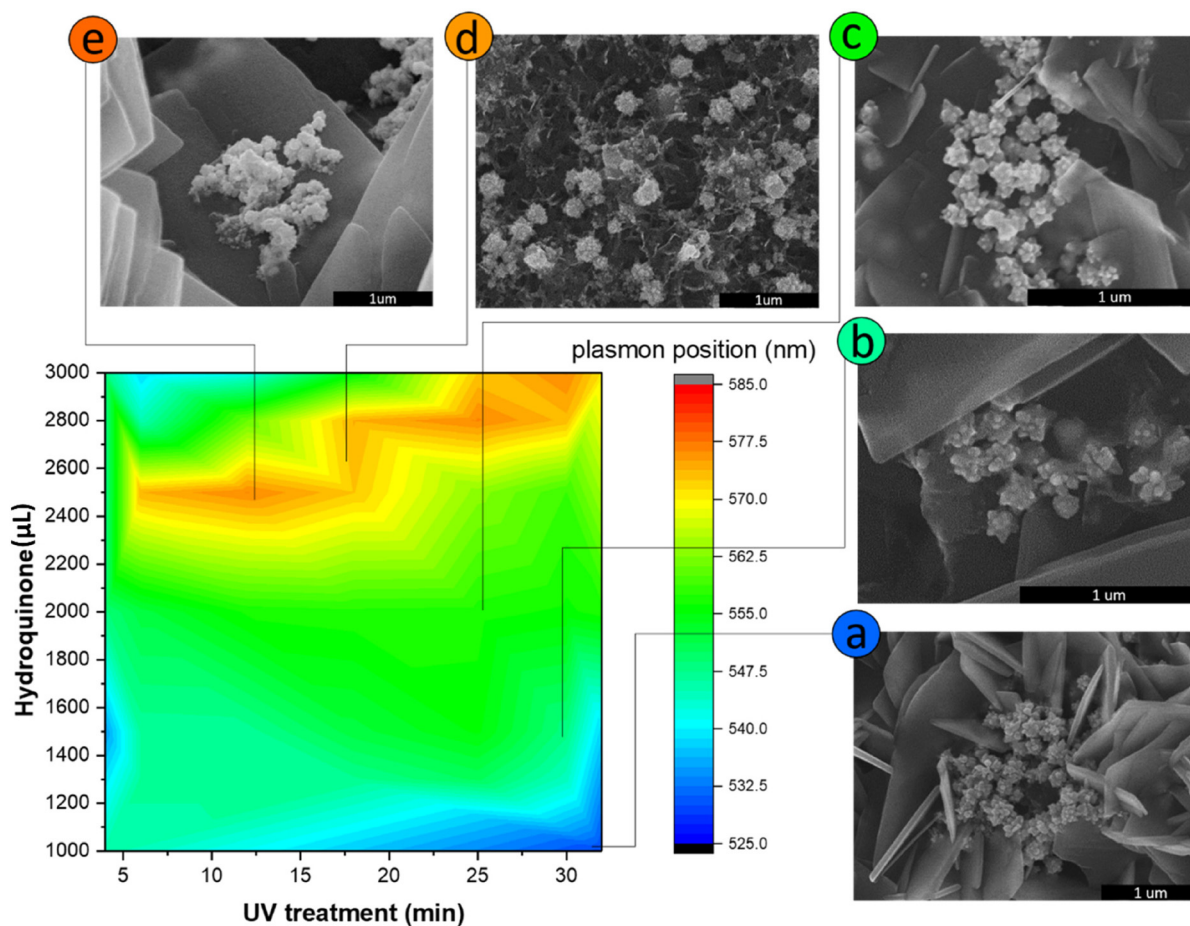 e
d
c
1um
1um
1 um
plasmon position (nm)
b
3000
2800
2600
2400
2200
2000
1800
1600
1400
1200
1000
Hydroquinone(µL)
585.0
577.5
570.0
562.5
555.0
547.5
540.0
532.5
525.0
1 um
a
1 um
5
10
15
20
25
30
UV treatment (min)